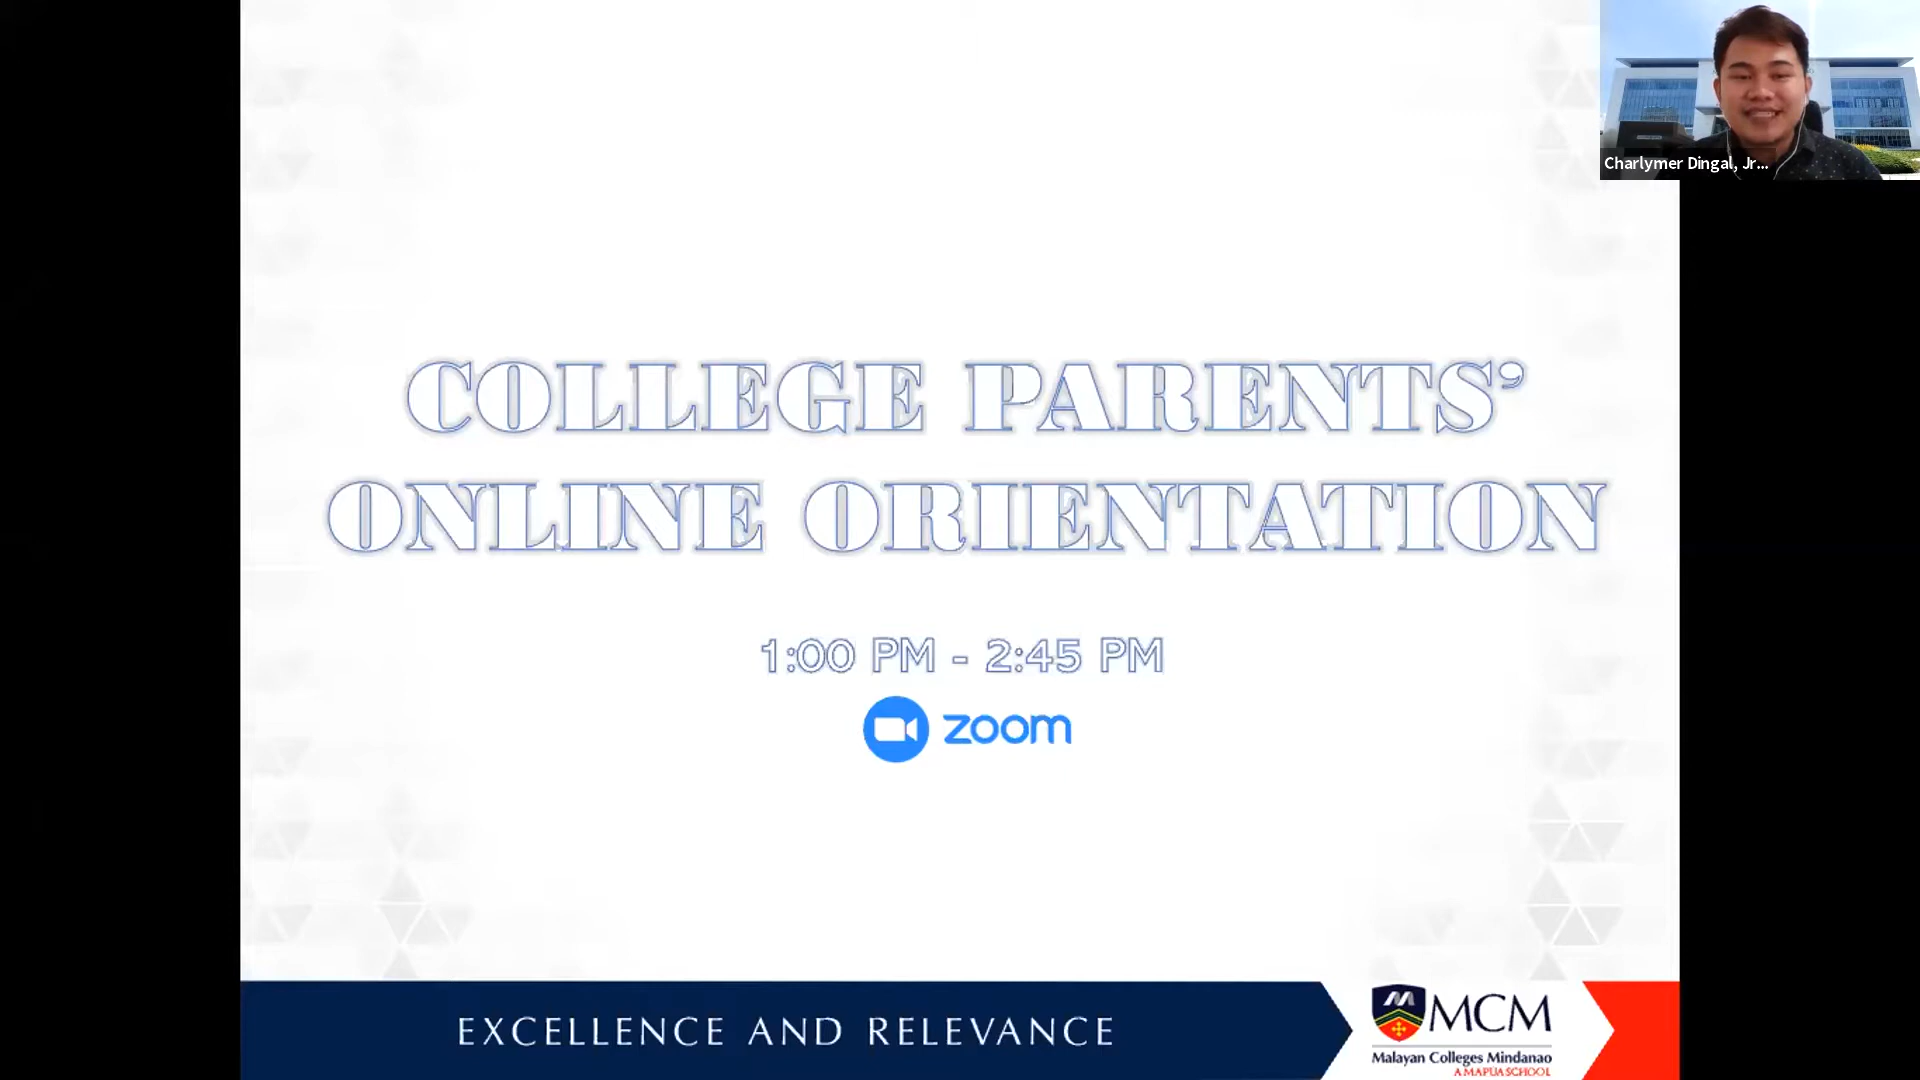 Charlymer Dingal, Jr...
COLLEGE PARENTS’
ONLINE ORIENTATION
1:00 PM - 2:45 PM
zoom
EXCELLENCE AND RELEVANCE
MCM
Malayan Colleges Mindanao
A MAPUA SCHOOL